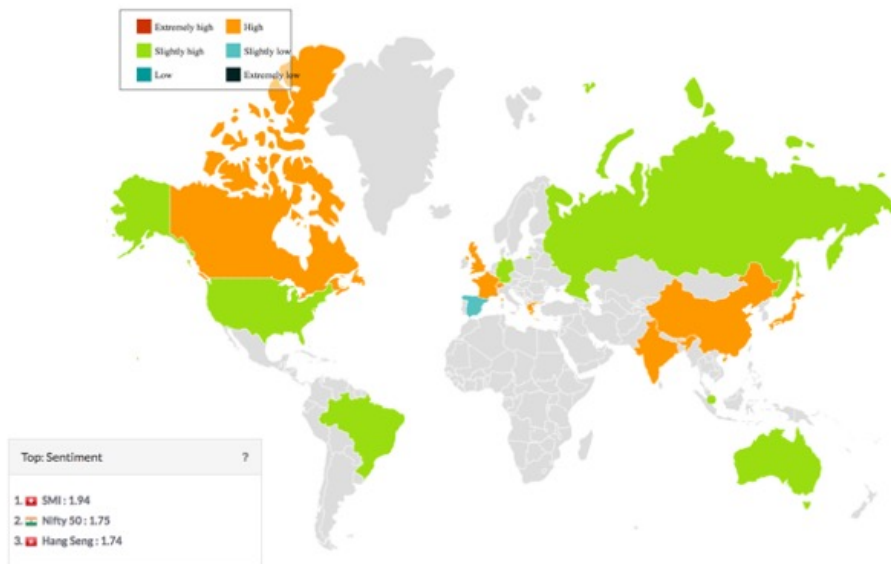 Extremely high High
Slightly high Slightly low
Low Extremely low
Top: Sentiment ?
1. SMI : 1.94
2. Nifty 50 : 1.75
3. Hang Seng : 1.74